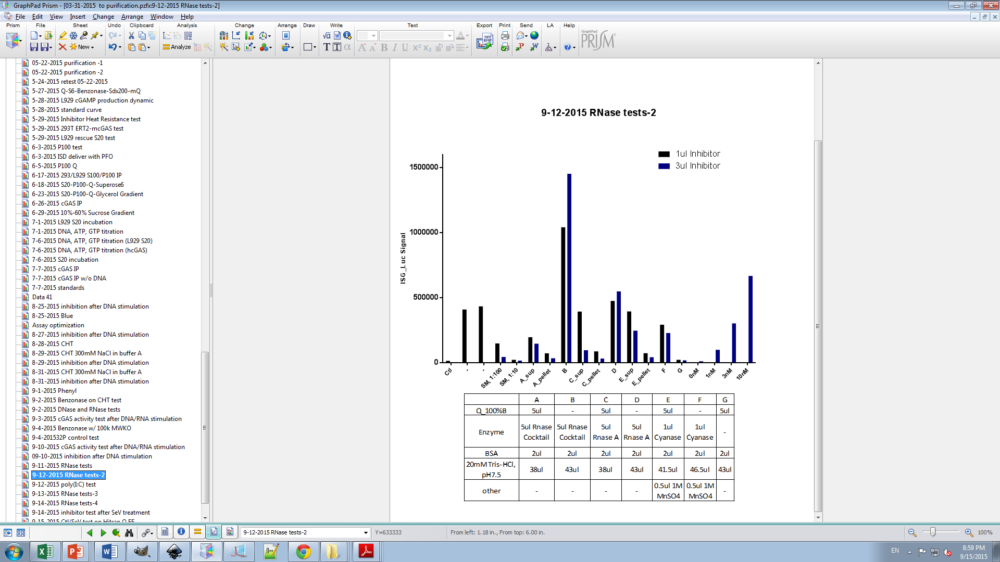 GraphPad Prism - [03-31-2015 to purification.pzfx:9-12-2015 RNase tests-2]
File Edit View Insert Change Arrange Window Help
Prism File Sheet Undo Clipboard Analysis Change Arrange Draw Write Text Export Print Send LA Help
New
Analyze
GraphPad
PRISM
TIFF
BMP
05-22-2015 purification -1
05-22-2015 purification -2
5-24-2015 retest 05-22-2015
5-27-2015 Q-S6-Benzonase-Sdx200-mQ
5-28-2015 L929 cGAMP production dynamic
5-28-2015 standard curve
5-29-2015 Inhibitor Heat Resistance test
5-29-2015 293T ERT2-mcGAS test
5-29-2015 L929 rescue S20 test
6-3-2015 P100 test
6-3-2015 ISD deliver with PFO
6-5-2015 P100 Q
6-17-2015 293/L929 S100/P100 IP
6-18-2015 S20-P100-Q-Superose6
6-23-2015 S20-P100-Q-Glycerol Gradient
6-26-2015 cGAS IP
6-29-2015 10%-60% Sucrose Gradient
7-1-2015 L929 S20 incubation
7-1-2015 DNA, ATP, GTP titration
7-6-2015 DNA, ATP, GTP titration (L929 S20)
7-6-2015 DNA, ATP, GTP titration (hcGAS)
7-6-2015 S20 incubation
7-7-2015 cGAS IP
7-7-2015 cGAS IP w/o DNA
7-7-2015 standards
Data 41
8-25-2015 inhibition after DNA stimulation
8-25-2015 Blue
Assay optimization
8-27-2015 inhibition after DNA stimulation
8-28-2015 CHT
8-29-2015 CHT 300mM NaCl in buffer A
8-29-2015 inhibition after DNA stimulation
8-31-2015 CHT 300mM NaCl in buffer A
8-31-2015 inhibition after DNA stimulation
9-1-2015 Phenyl
9-2-2015 Benzonase on CHT test
9-2-2015 DNase and RNase tests
9-3-2015 cGAS activity test after DNA/RNA stimulation
9-4-2015 Benzonase w/ 100k MWKO
9-4-201532P control test
9-10-2015 cGAS activity test after DNA/RNA stimulation
09-10-2015 inhibition after DNA stimulation
9-11-2015 RNase tests
9-12-2015 RNase tests-2
9-12-2015 poly(I:C) test
9-13-2015 RNase tests-3
9-14-2015 RNase tests-4
9-14-2015 inhibitor test after SeV treatment
9-15-2015 Ctl/SeV test on Hitrap Q FF
9-12-2015 RNase tests-2
1ul Inhibitor
3ul Inhibitor
ISG_Luc Signal
1500000
1000000
500000
0
Ctl - - SM, 1:100 SM, 1:10 A_sup A_pellet B C_sup C_pellet D E_sup E_pellet F G 0nM 1nM 3nM 10nM
A B C D E F G
Q_100%B 5ul - 5ul - 5ul - 5ul
Enzyme 5ul Rnase Cocktail 5ul Rnase Cocktail 5ul Rnase A 5ul Rnase A 1ul Cyanase 1ul Cyanase -
BSA 2ul 2ul 2ul 2ul 2ul 2ul 2ul
20mM Tris-HCl, pH7.5 38ul 43ul 38ul 43ul 41.5ul 46.5ul 43ul
other - - - - 0.5ul 1M MnSO4 0.5ul 1M MnSO4 -
9-12-2015 RNase tests-2 Y=633333 From left: 1.18 in., From top: 6.00 in. 100%
EN
8:59 PM
9/15/2015